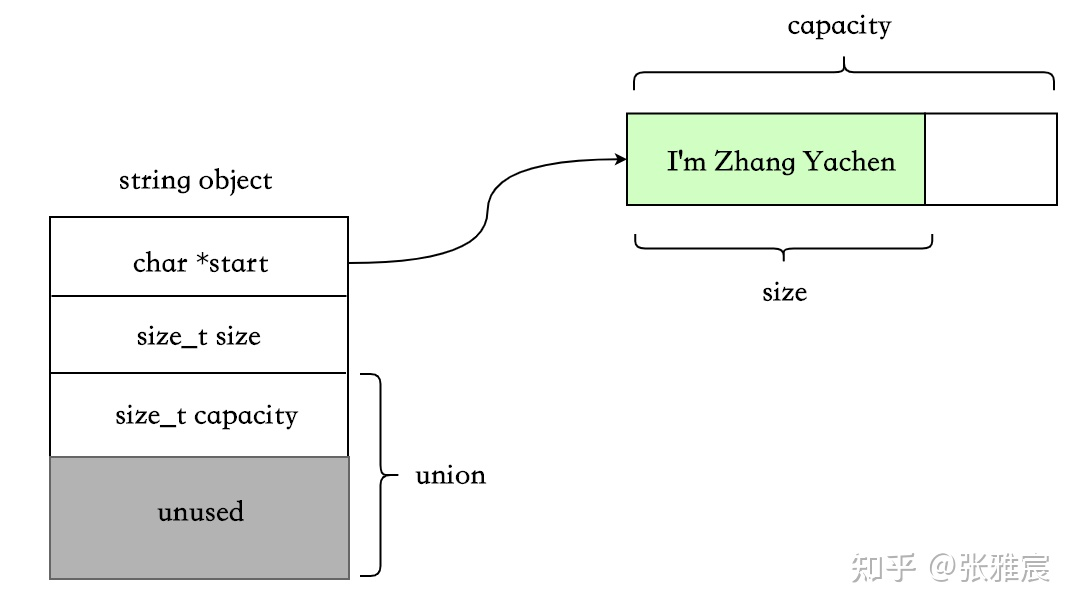 capacity
I'm Zhang Yachen
string object
char *start
size
size_t size
size_t capacity
union
unused
知乎 @张雅宸